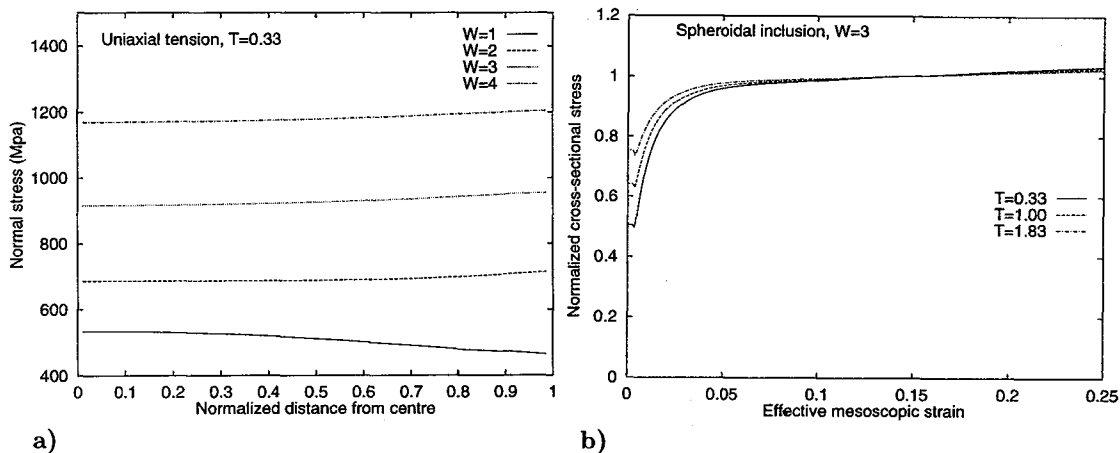 1400
1200
1000
800
600
400
Normal stress (Mpa)
Uniaxial tension, T=0.33
W=1
W=2
W=3
W=4
0 0.1 0.2 0.3 0.4 0.5 0.6 0.7 0.8 0.9 1
Normalized distance from centre
a)
1.2
1
0.8
0.6
0.4
0.2
0
Normalized cross-sectional stress
Spheroidal inclusion, W=3
T=0.33
T=1.00
T=1.83
0 0.05 0.1 0.15 0.2 0.25
Effective mesoscopic strain
b)